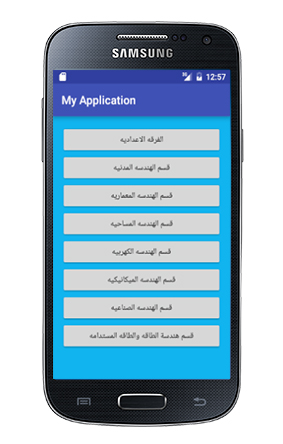 SAMSUNG
12:57
My Application
الفرقه الاعداديه
قسم الهندسه المدنيه
قسم الهندسه المعماريه
قسم الهندسه المساحيه
قسم الهندسه الكهربيه
قسم الهندسه الميكانيكيه
قسم الهندسه الصناعيه
قسم هندسة الطاقه والطاقه المستدامه